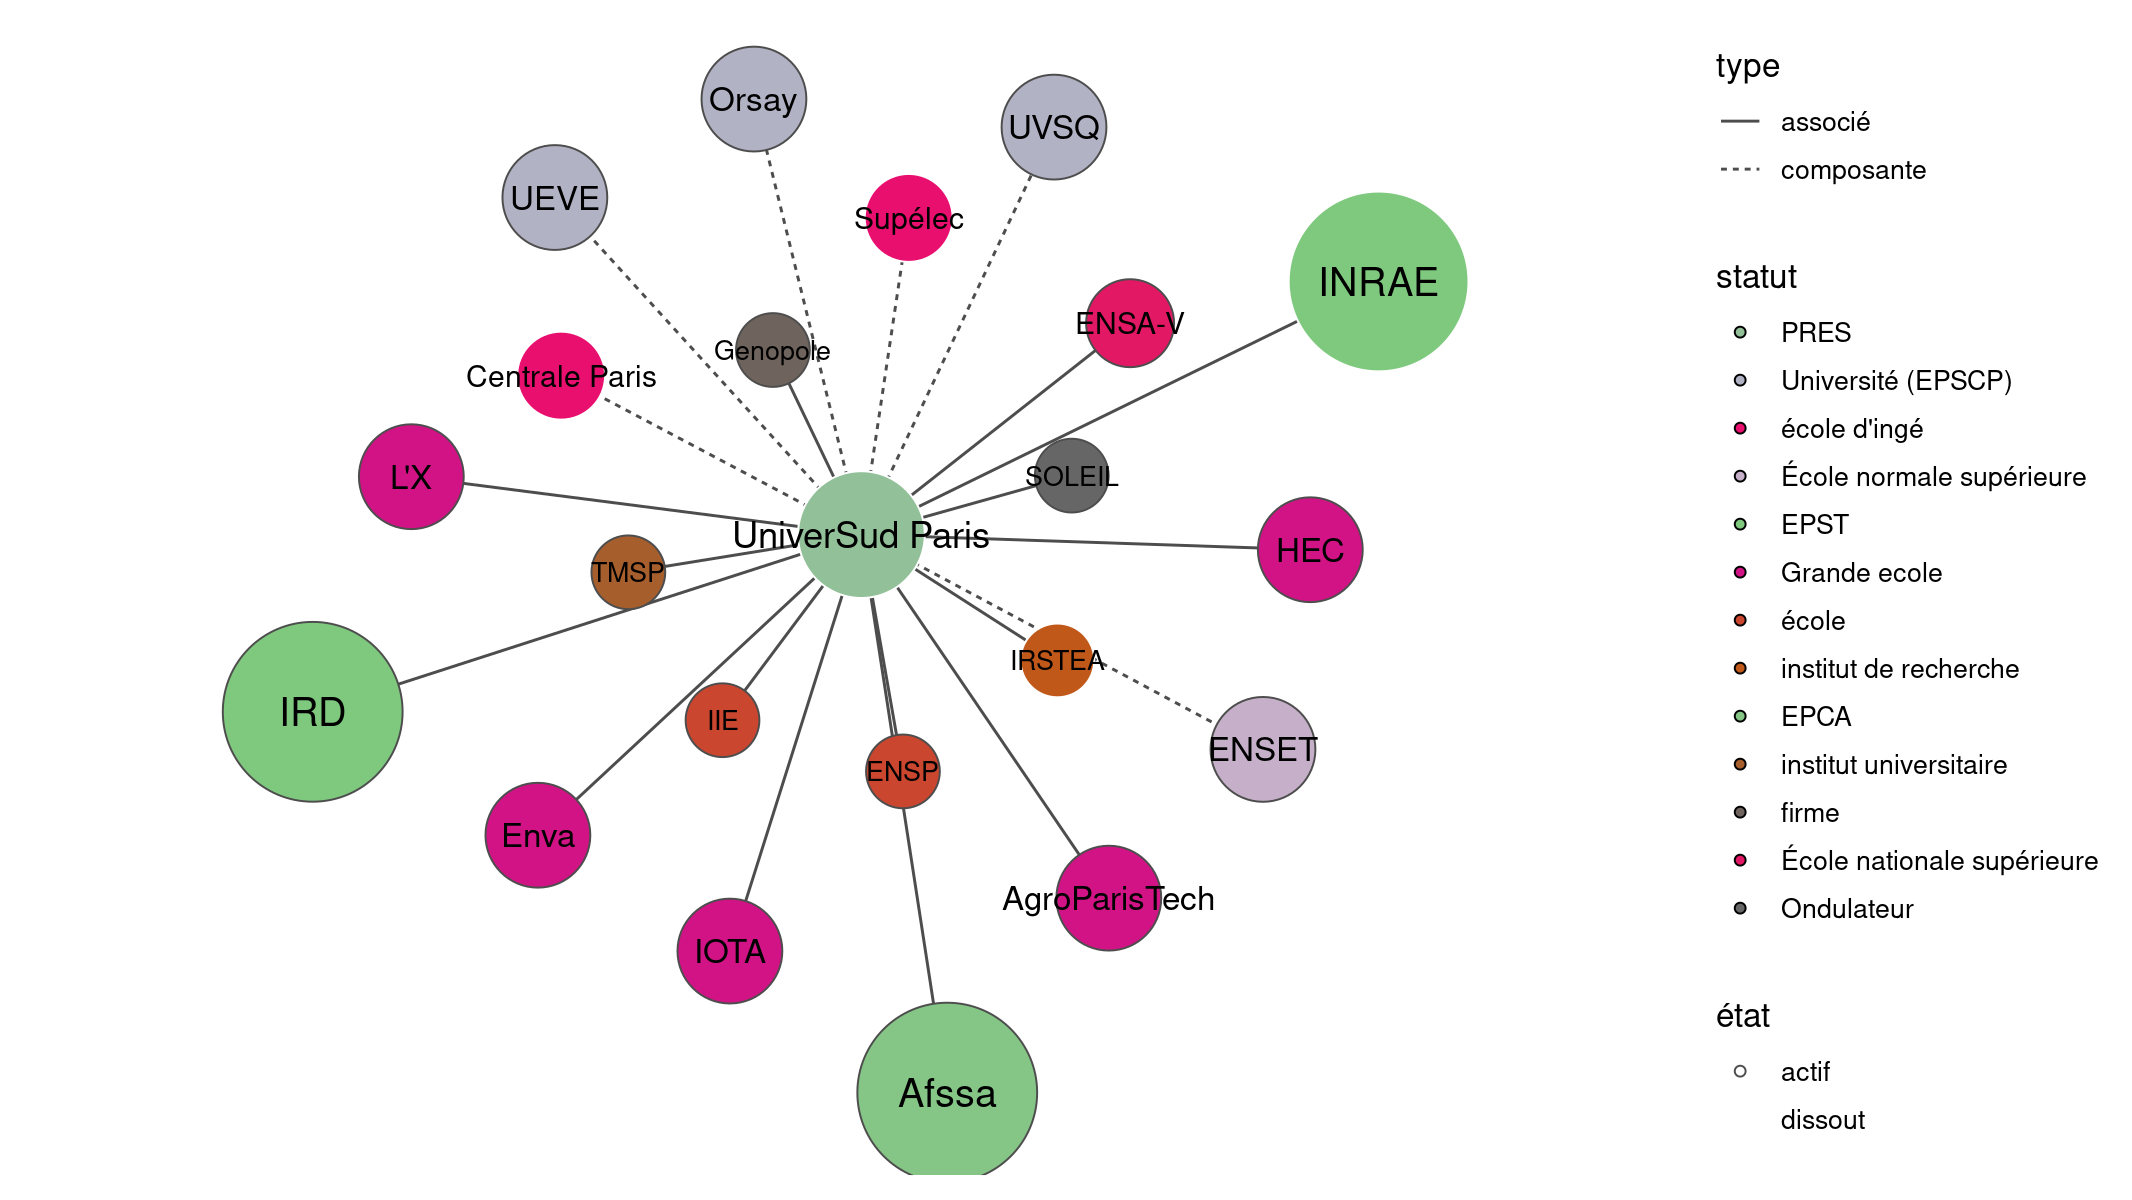 Orsay
UVSQ
UEVE
Supélec
INRAE
ENSA-V
Genopole
Centrale Paris
L'X
SOLEIL
UniverSud Paris
HEC
TMSP
IRSTEA
IRD
IIE
ENSET
ENSP
Enva
AgroParisTech
IOTA
Afssa
type
associé
composante
statut
PRES
Université (EPSCP)
école d'ingé
École normale supérieure
EPST
Grande ecole
école
institut de recherche
EPCA
institut universitaire
firme
École nationale supérieure
Ondulateur
état
actif
dissout